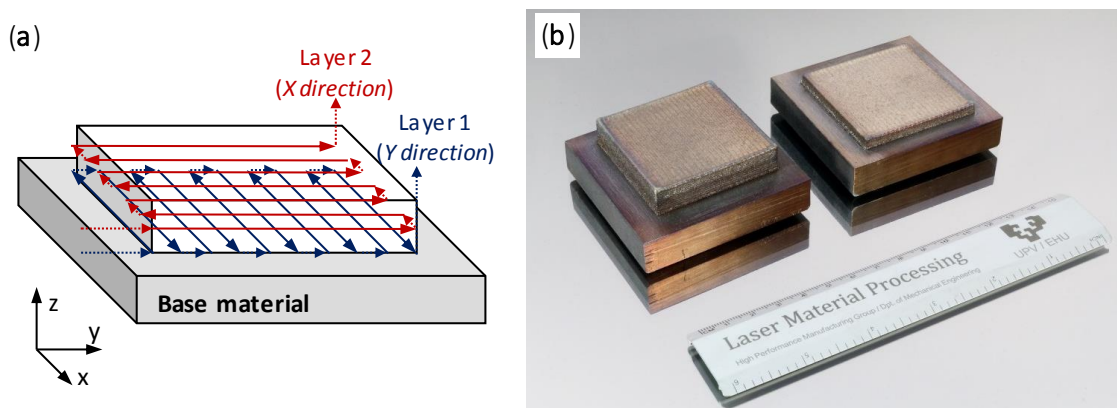 (a)
Layer 2
(X direction)
Layer 1
(Y direction)
Base material
z
y
x
(b)
UPV / EHU
Laser Material Processing
High Performance Manufacturing Group / Dpt. of Mechanical Engineering